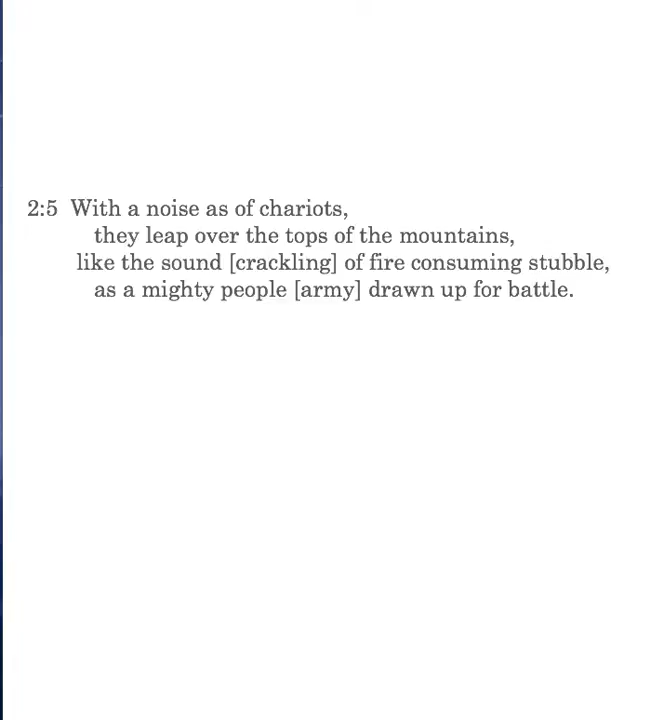 2:5 With a noise as of chariots,
they leap over the tops of the mountains,
like the sound [crackling] of fire consuming stubble,
as a mighty people [army] drawn up for battle.